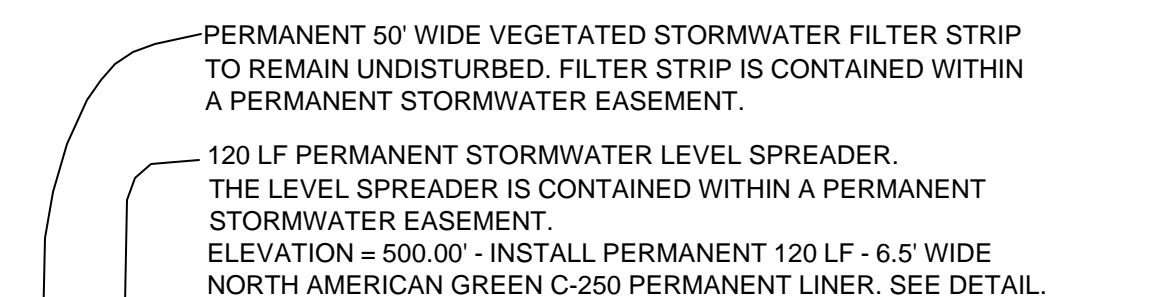 PERMANENT 50' WIDE VEGETATED STORMWATER FILTER STRIP
TO REMAIN UNDISTURBED. FILTER STRIP IS CONTAINED WITHIN
A PERMANENT STORMWATER EASEMENT.
120 LF PERMANENT STORMWATER LEVEL SPREADER.
THE LEVEL SPREADER IS CONTAINED WITHIN A PERMANENT
STORMWATER EASEMENT.
ELEVATION = 500.00' - INSTALL PERMANENT 120 LF - 6.5' WIDE
NORTH AMERICAN GREEN C-250 PERMANENT LINER. SEE DETAIL.